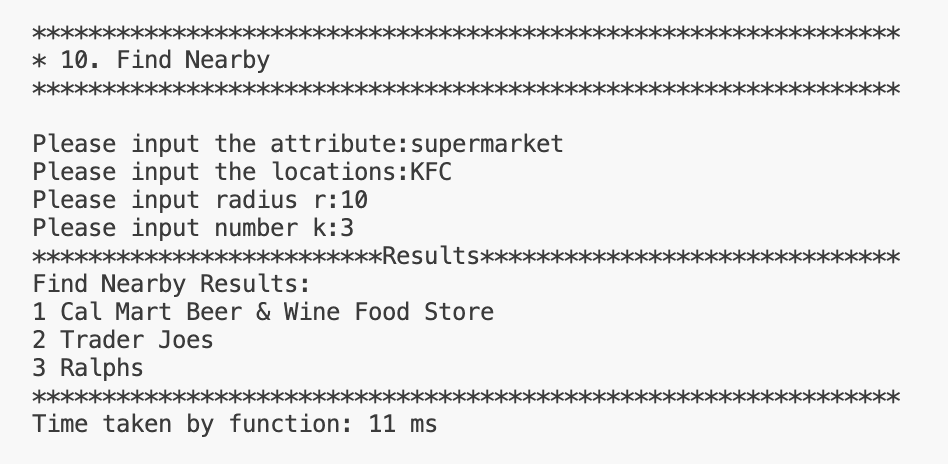 **************************************************************
* 10. Find Nearby
**************************************************************
Please input the attribute:supermarket
Please input the locations:KFC
Please input radius r:10
Please input number k:3
*************************Results******************************
Find Nearby Results:
1 Cal Mart Beer & Wine Food Store
2 Trader Joes
3 Ralphs
**************************************************************
Time taken by function: 11 ms